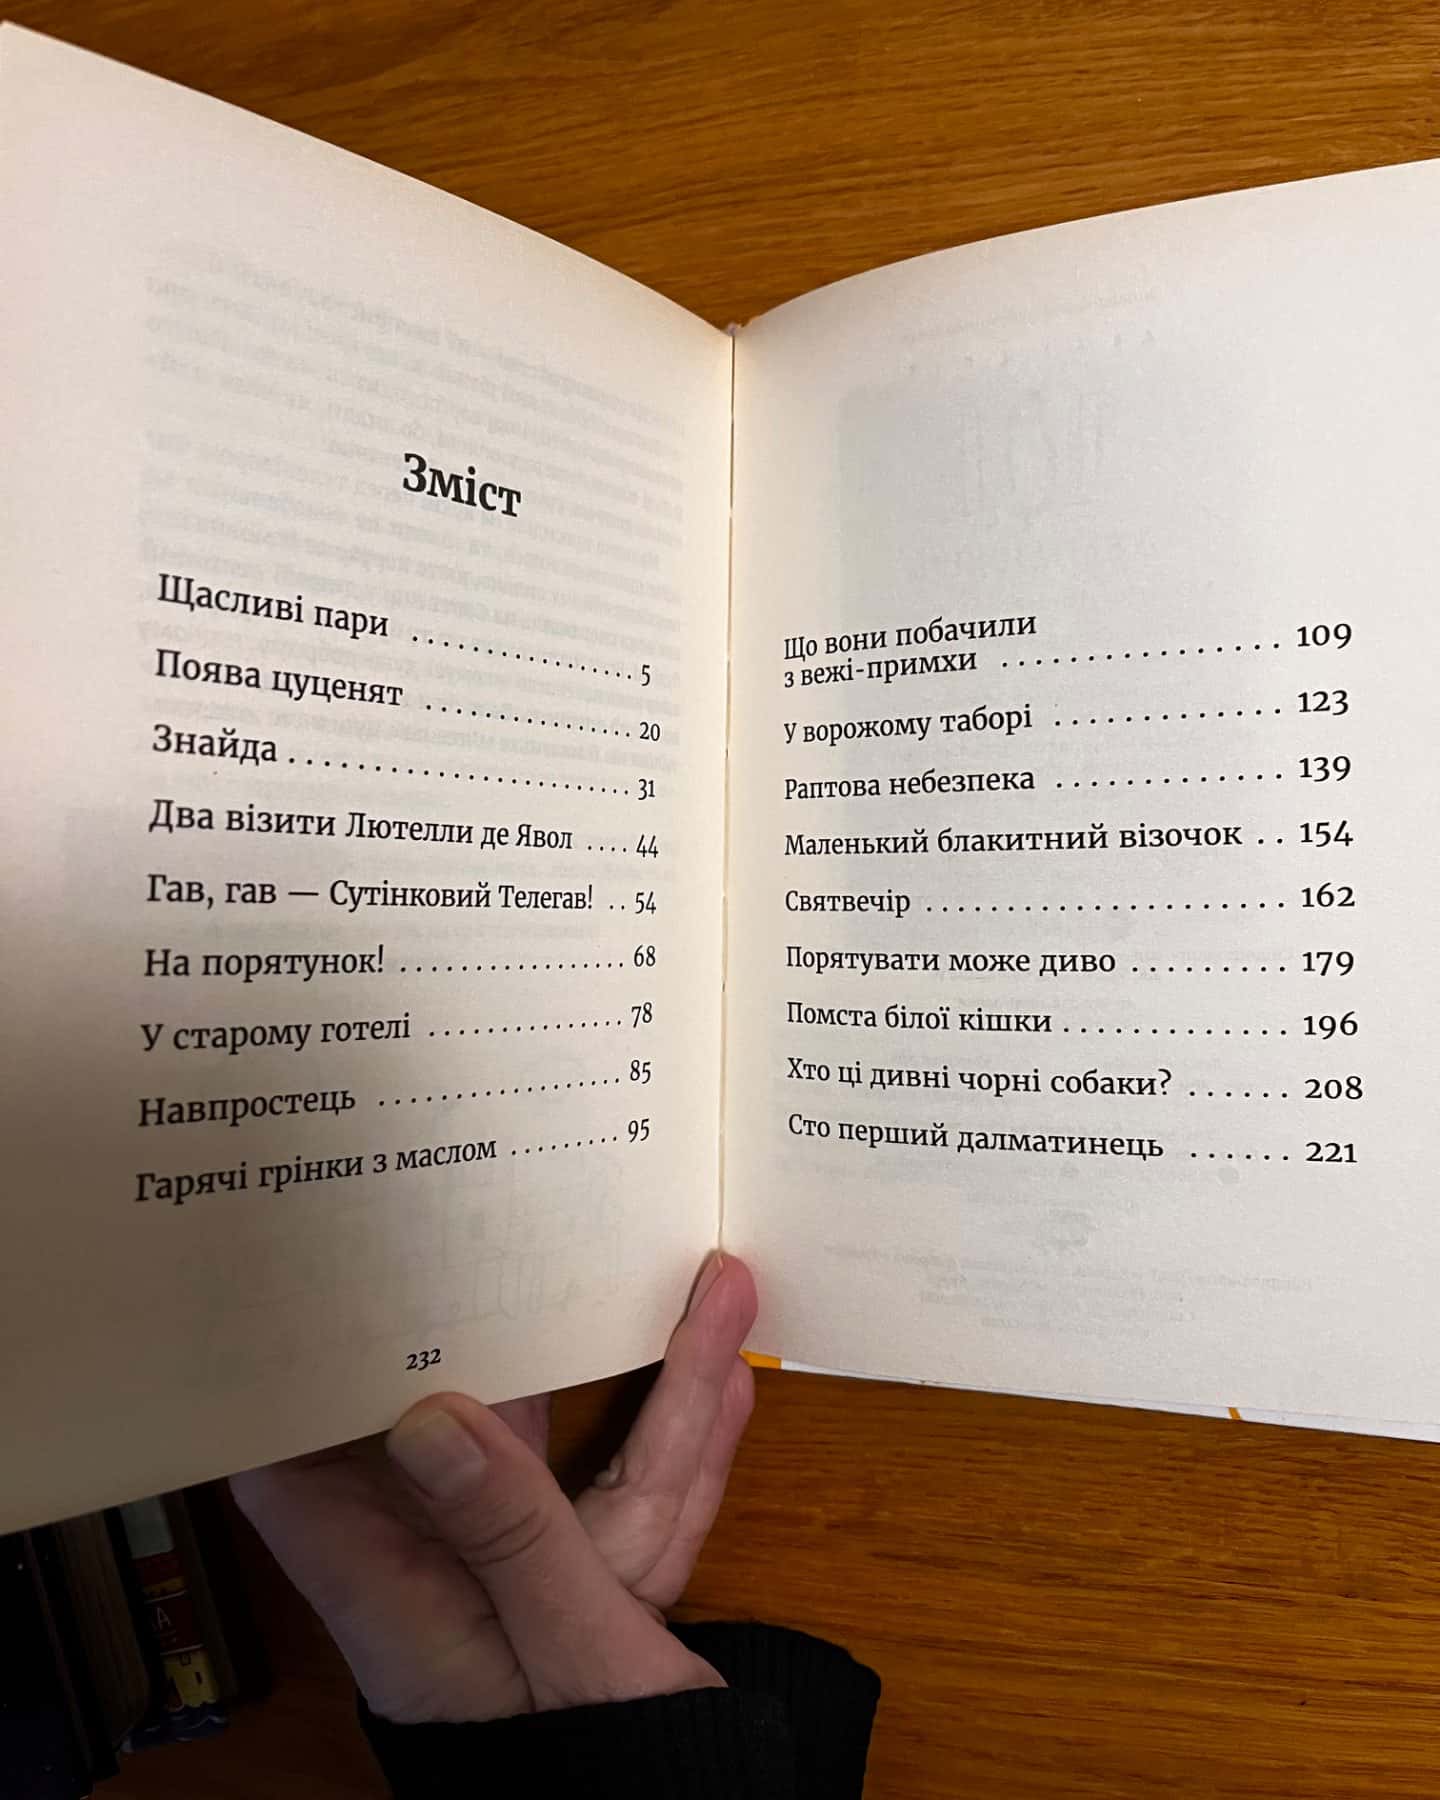 Зміст
Щасливі пари ................. 5
Поява цуценят ............... 20
Знайда ........................ 31
Два візити Лютелли де Явол .... 44
Гав, гав — Сутінковий Телегав! .. 54
На порятунок! ................. 68
У старому готелі .............. 78
Навпростець .................. 85
Гарячі грінки з маслом ......... 95
232
Що вони побачили
з вежі-примхи ................. 109
У ворожому таборі ............. 123
Раптова небезпека ............. 139
Маленький блакитний візочок .. 154
Святвечір ...................... 162
Порятувати може диво ......... 179
Помста білої кішки ............. 196
Хто ці дивні чорні собаки? ...... 208
Сто перший далматинець ...... 221